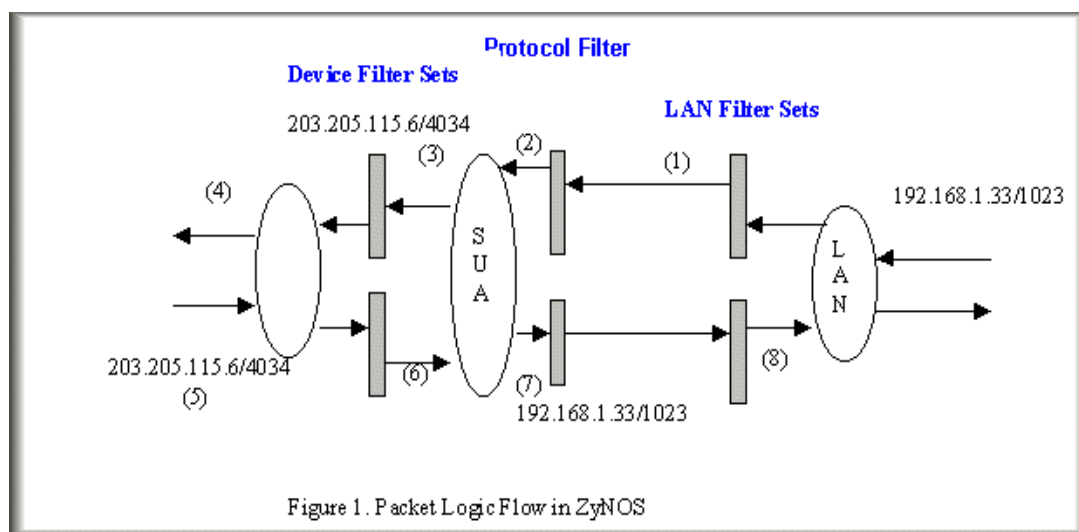 Protocol Filter
Device Filter Sets
LAN Filter Sets
203.205.115.6/4034
(3)
(2)
(1)
(4)
192.168.1.33/1023
SUA
LAN
203.205.115.6/4034
(5)
(6)
(7)
192.168.1.33/1023
(8)
Figure 1. Packet Logic Flow in ZyNOS